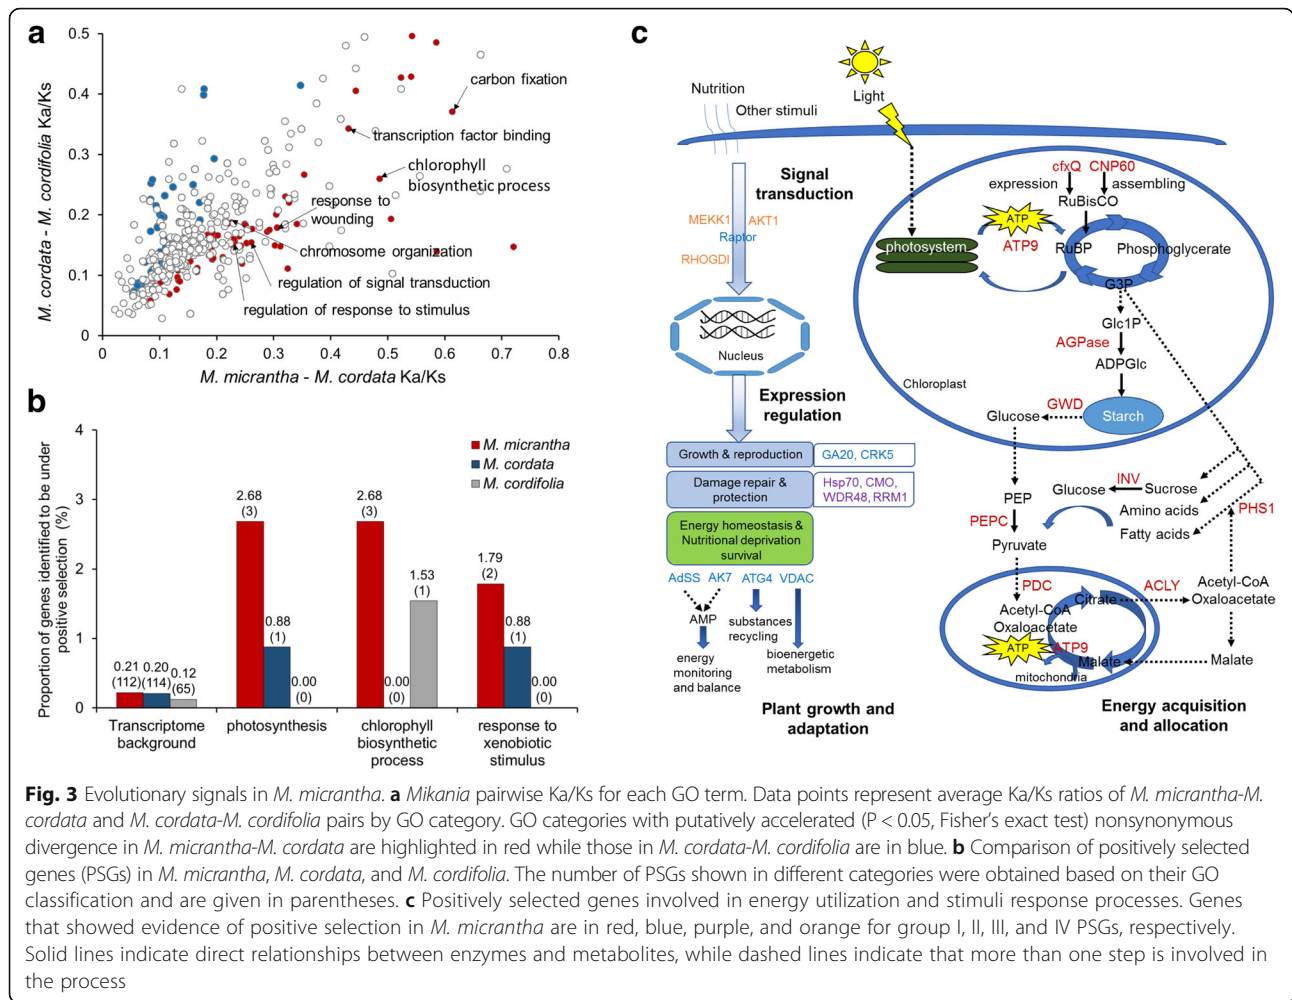 a
0.5
0.4
0.3
0.2
0.1
0
M. cordata - M. cordifolia Ka/Ks
carbon fixation
transcription factor binding
chlorophyll
biosynthetic process
response to
wounding
chromosome organization
regulation of signal transduction
regulation of response to stimulus
0 0.1 0.2 0.3 0.4 0.5 0.6 0.7 0.8
M. micrantha - M. cordata Ka/Ks
b
Proportion of genes identified to be under
positive selection (%)
4
3
2
1
0
M. micrantha
M. cordata
M. cordifolia
0.21
(112)
0.20
(114)
0.12
(65)
2.68
(3)
0.88
(1)
0.00
(0)
2.68
(3)
0.00
(0)
1.53
(1)
1.79
(2)
0.88
(1)
0.00
(0)
Transcriptome
background
photosynthesis
chlorophyll
biosynthetic
process
response to
xenobiotic
stimulus
c
Nutrition
Other stimuli
Light
Signal
transduction
MEKK1 AKT1
Raptor
RHOGDI
Nucleus
Expression
regulation
Growth & reproduction
GA20, CRK5
Damage repair &
protection
Hsp70, CMO,
WDR48, RRM1
Energy homeostasis &
Nutritional deprivation
survival
AdSS AK7 ATG4 VDAC
AMP
substances
recycling
energy
monitoring
and balance
bioenergetic
metabolism
Plant growth and
adaptation
cfxQ CNP60
expression assembling
RuBisCO
ATP
ATP9
photosystem
RuBP
Phosphoglycerate
G3P
Glc1P
AGPase
ADPGlc
Chloroplast
GWD
Glucose
Starch
PEP
INV
Glucose Sucrose
Amino acids
Fatty acids
PHS1
PEPC
Pyruvate
PDC
ACLY
Citrate
Acetyl-CoA
Oxaloacetate
Acetyl-CoA
Oxaloacetate
ATP
ATP9
Malate
mitochondria
Malate
Energy acquisition
and allocation
Fig. 3 Evolutionary signals in M. micrantha. a Mikania pairwise Ka/Ks for each GO term. Data points represent average Ka/Ks ratios of M. micrantha-M.
cordata and M. cordata-M. cordifolia pairs by GO category. GO categories with putatively accelerated (P < 0.05, Fisher's exact test) nonsynonymous
divergence in M. micrantha-M. cordata are highlighted in red while those in M. cordata-M. cordifolia are in blue. b Comparison of positively selected
genes (PSGs) in M. micrantha, M. cordata, and M. cordifolia. The number of PSGs shown in different categories were obtained based on their GO
classification and are given in parentheses. c Positively selected genes involved in energy utilization and stimuli response processes. Genes
that showed evidence of positive selection in M. micrantha are in red, blue, purple, and orange for group I, II, III, and IV PSGs, respectively.
Solid lines indicate direct relationships between enzymes and metabolites, while dashed lines indicate that more than one step is involved in
the process